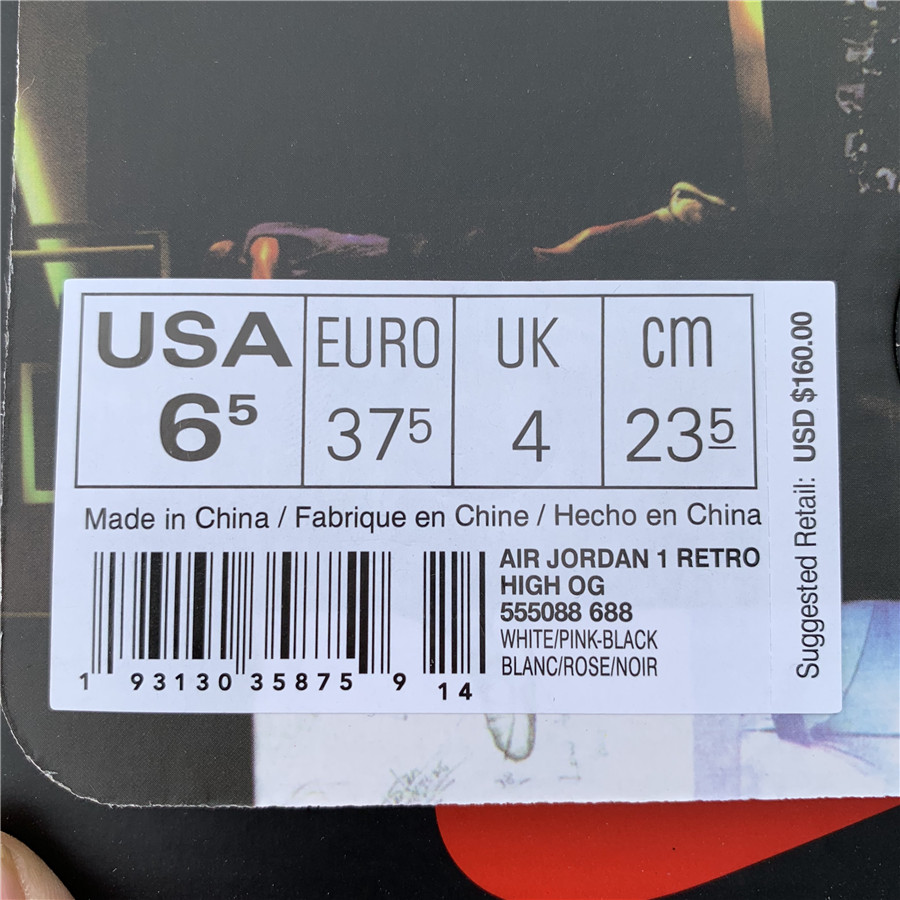 USA EURO UK cm
6⁵ 37⁵ 4 23⁵
Made in China / Fabrique en Chine / Hecho en China
AIR JORDAN 1 RETRO
HIGH OG
555088 688
WHITE/PINK-BLACK
BLANC/ROSE/NOIR
1 93130 35875 9 14
Suggested Retail: USD $160.00